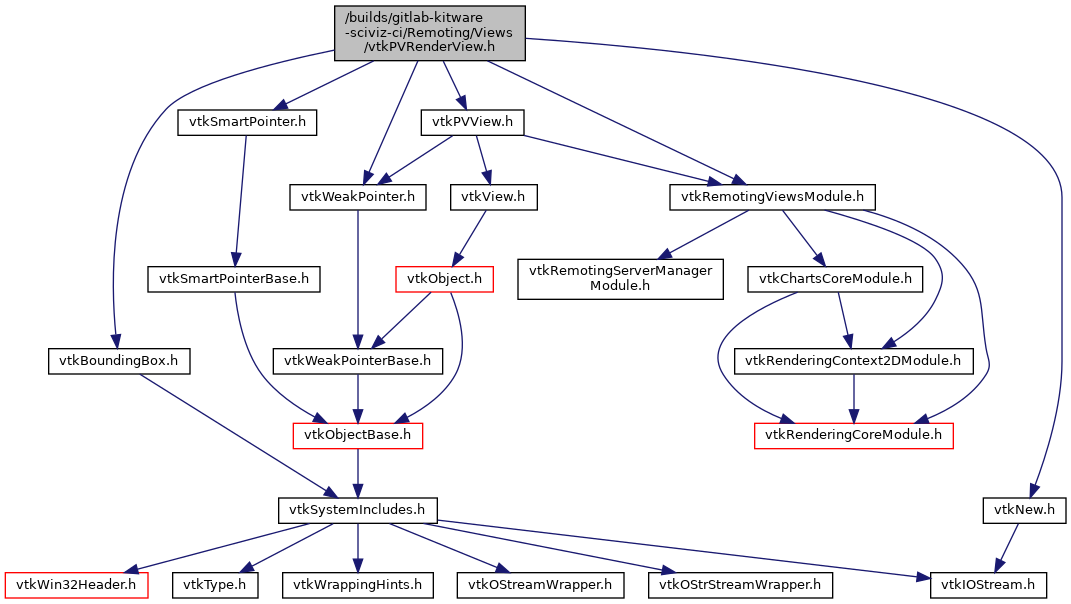 /builds/gitlab-kitware
-sciviz-ci/Remoting/Views
/vtkPVRenderView.h
vtkSmartPointer.h
vtkPVView.h
vtkWeakPointer.h
vtkView.h
vtkRemotingViewsModule.h
vtkSmartPointerBase.h
vtkObject.h
vtkRemotingServerManager
Module.h
vtkChartsCoreModule.h
vtkBoundingBox.h
vtkWeakPointerBase.h
vtkRenderingContext2DModule.h
vtkObjectBase.h
vtkRenderingCoreModule.h
vtkSystemIncludes.h
vtkNew.h
vtkWin32Header.h
vtkType.h
vtkWrappingHints.h
vtkOStreamWrapper.h
vtkOStrStreamWrapper.h
vtkIOStream.h